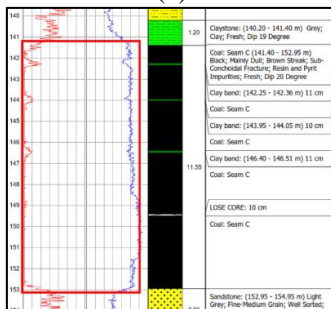 140
141
142
143
144
145
146
147
148
149
150
151
152
153
1.20
11.55
Claystone: (140.20 - 141.40 m) Grey;
Clay; Fresh; Dip 19 Degree
Coal: Seam C (141.40 - 152.95 m)
Black; Mainly Dull; Brown Streak; Sub-
Conchoidal Fracture; Resin and Pyrit
Impurities; Fresh; Dip 20 Degree
Clay band: (142.25 - 142.36 m) 11 cm
Coal: Seam C
Clay band: (143.95 - 144.05 m) 10 cm
Coal: Seam C
Clay band: (146.40 - 146.51 m) 11 cm
Coal: Seam C
LOSE CORE: 10 cm
Coal: Seam C
Sandstone: (152.95 - 154.95 m) Light
Grey; Fine-Medium Grain; Well Sorted;